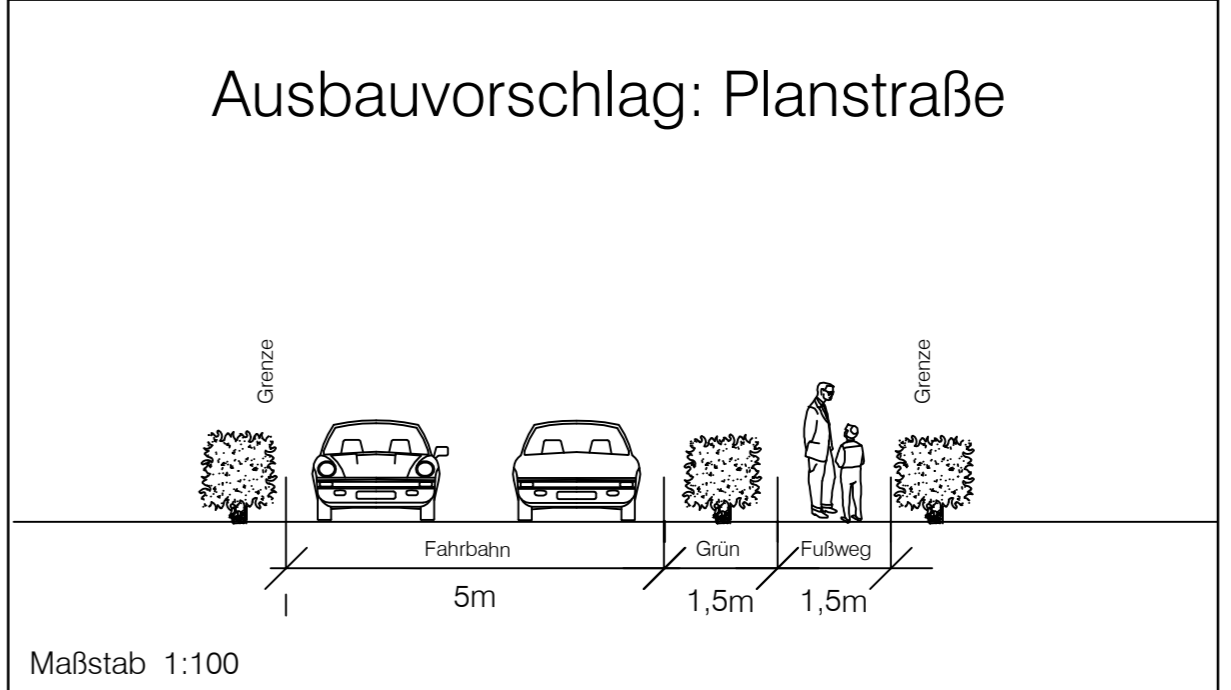 Ausbauvorschlag: Planstraße
Grenze
Grenze
Fahrbahn Grün Fußweg
5m 1,5m 1,5m
Maßstab 1:100